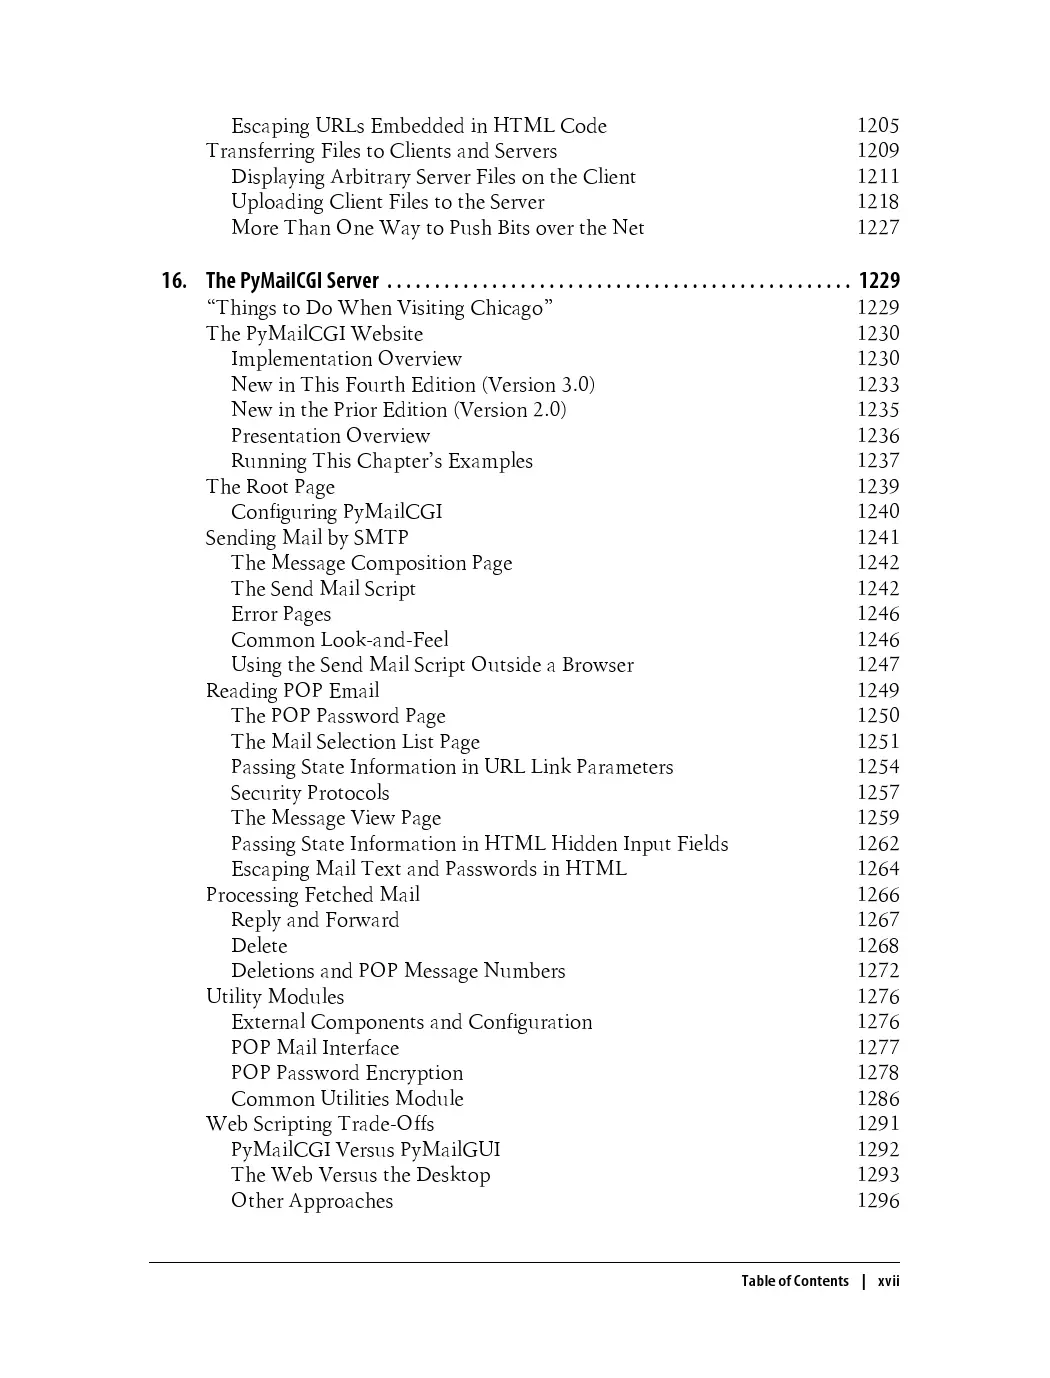 Escaping URLs Embedded in HTML Code 1205
Transferring Files to Clients and Servers 1209
Displaying Arbitrary Server Files on the Client 1211
Uploading Client Files to the Server 1218
More Than One Way to Push Bits over the Net 1227
16. The PyMailCGI Server . . . . . . . . . . . . . . . . . . . . . . . . . . . . . . . . . . . . . . . . . . . . . . . . . 1229
“Things to Do When Visiting Chicago” 1229
The PyMailCGI Website 1230
Implementation Overview 1230
New in This Fourth Edition (Version 3.0) 1233
New in the Prior Edition (Version 2.0) 1235
Presentation Overview 1236
Running This Chapter’s Examples 1237
The Root Page 1239
Configuring PyMailCGI 1240
Sending Mail by SMTP 1241
The Message Composition Page 1242
The Send Mail Script 1242
Error Pages 1246
Common Look-and-Feel 1246
Using the Send Mail Script Outside a Browser 1247
Reading POP Email 1249
The POP Password Page 1250
The Mail Selection List Page 1251
Passing State Information in URL Link Parameters 1254
Security Protocols 1257
The Message View Page 1259
Passing State Information in HTML Hidden Input Fields 1262
Escaping Mail Text and Passwords in HTML 1264
Processing Fetched Mail 1266
Reply and Forward 1267
Delete 1268
Deletions and POP Message Numbers 1272
Utility Modules 1276
External Components and Configuration 1276
POP Mail Interface 1277
POP Password Encryption 1278
Common Utilities Module 1286
Web Scripting Trade-Offs 1291
PyMailCGI Versus PyMailGUI 1292
The Web Versus the Desktop 1293
Other Approaches 1296
Table of Contents | xvii